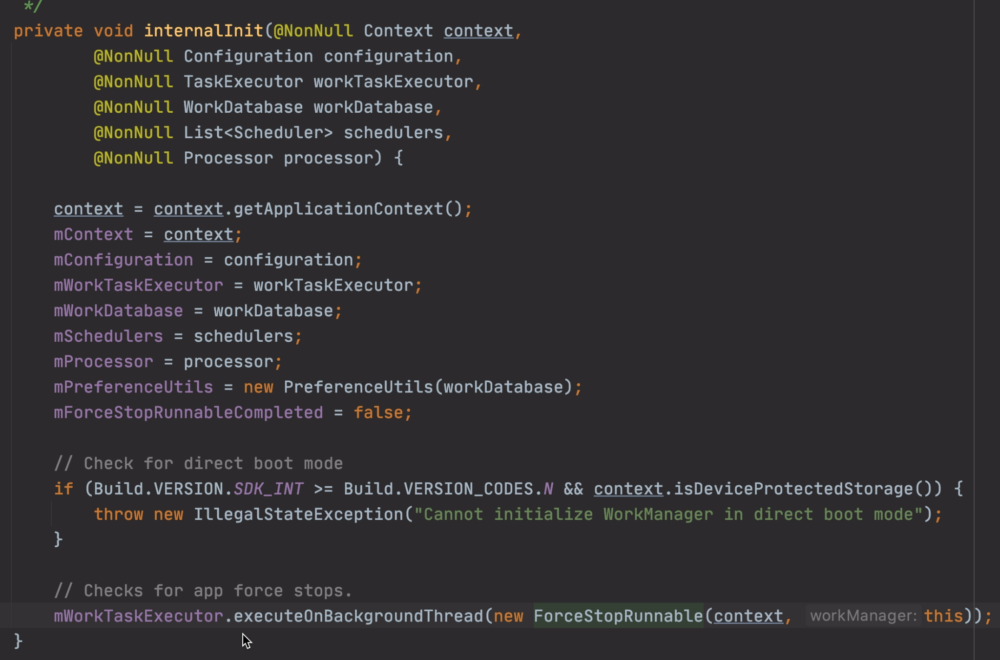 */
private void internalInit(@NonNull Context context,
@NonNull Configuration configuration,
@NonNull TaskExecutor workTaskExecutor,
@NonNull WorkDatabase workDatabase,
@NonNull List<Scheduler> schedulers,
@NonNull Processor processor) {
context = context.getApplicationContext();
mContext = context;
mConfiguration = configuration;
mWorkTaskExecutor = workTaskExecutor;
mWorkDatabase = workDatabase;
mSchedulers = schedulers;
mProcessor = processor;
mPreferenceUtils = new PreferenceUtils(workDatabase);
mForceStopRunnableCompleted = false;
// Check for direct boot mode
if (Build.VERSION.SDK_INT >= Build.VERSION_CODES.N && context.isDeviceProtectedStorage()) {
throw new IllegalStateException("Cannot initialize WorkManager in direct boot mode");
}
// Checks for app force stops.
mWorkTaskExecutor.executeOnBackgroundThread(new ForceStopRunnable(context, workManager: this));
}